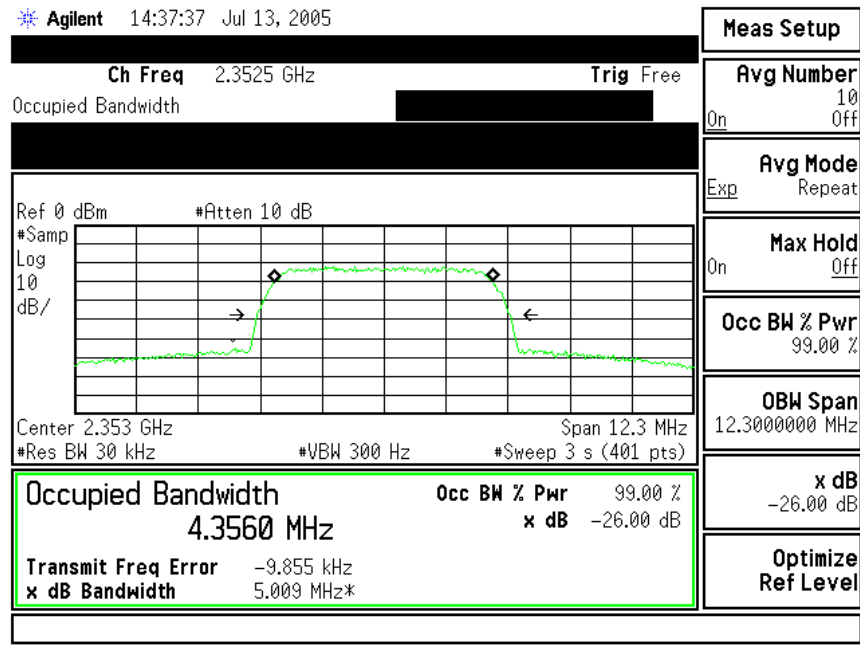 Agilent 14:37:37 Jul 13, 2005
Ch Freq 2.3525 GHz Trig Free
Occupied Bandwidth
Ref 0 dBm #Atten 10 dB
#Samp
Log
10
dB/
Center 2.353 GHz Span 12.3 MHz
#Res BW 30 kHz #VBW 300 Hz #Sweep 3 s (401 pts)
Occupied Bandwidth Occ BW % Pwr 99.00 %
4.3560 MHz x dB -26.00 dB
Transmit Freq Error -9.855 kHz
x dB Bandwidth 5.009 MHz*
Meas Setup
Avg Number
10
On Off
Avg Mode
Exp Repeat
Max Hold
On Off
Occ BW % Pwr
99.00 %
OBW Span
12.3000000 MHz
x dB
-26.00 dB
Optimize
Ref Level